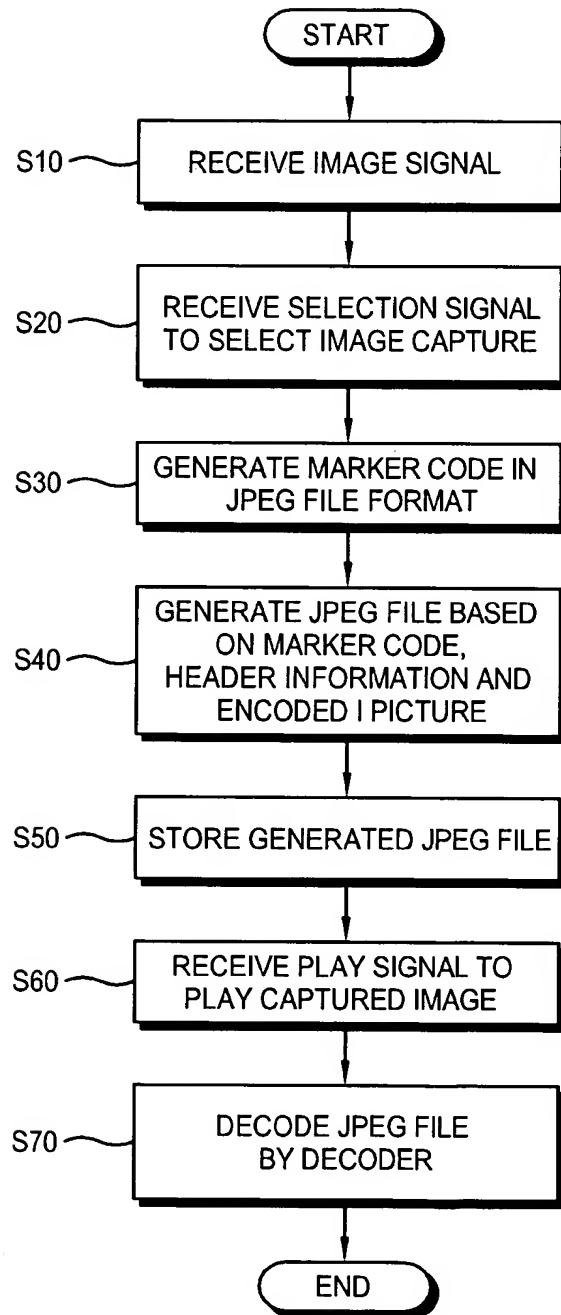 START
S10
RECEIVE IMAGE SIGNAL
S20
RECEIVE SELECTION SIGNAL
TO SELECT IMAGE CAPTURE
S30
GENERATE MARKER CODE IN
JPEG FILE FORMAT
S40
GENERATE JPEG FILE BASED
ON MARKER CODE,
HEADER INFORMATION AND
ENCODED I PICTURE
S50
STORE GENERATED JPEG FILE
S60
RECEIVE PLAY SIGNAL TO
PLAY CAPTURED IMAGE
S70
DECODE JPEG FILE
BY DECODER
END